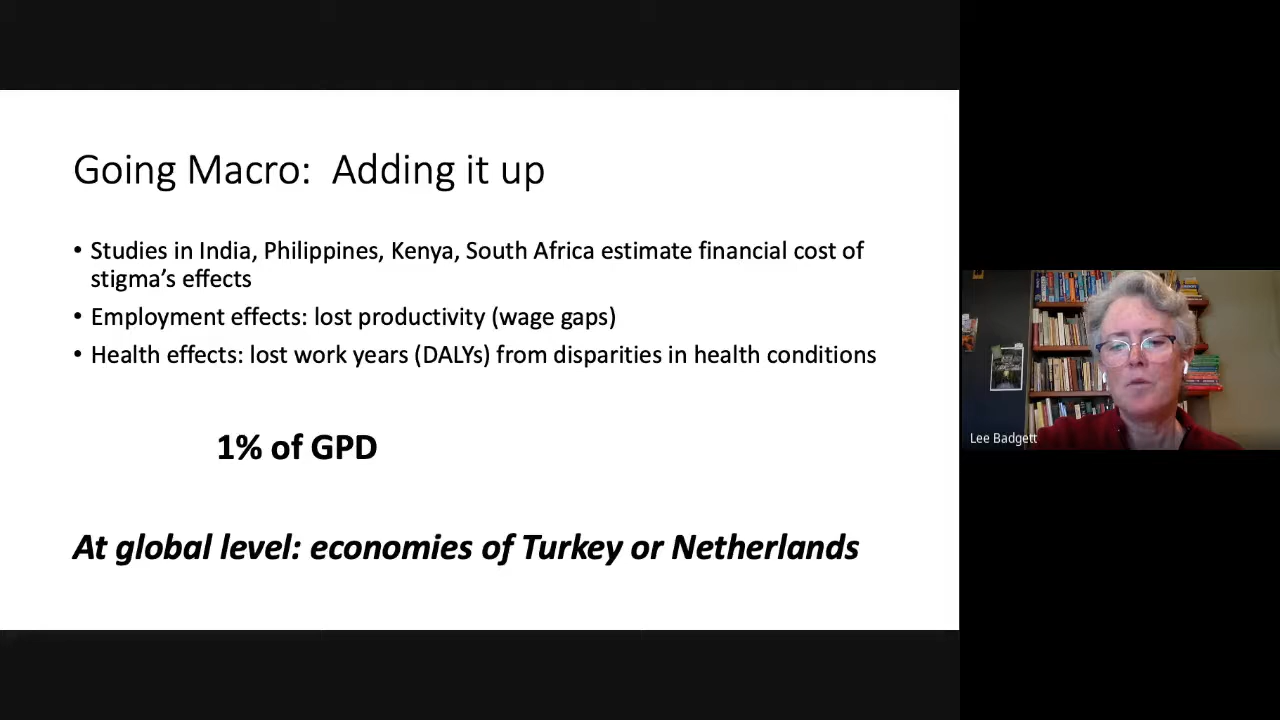 Going Macro: Adding it up
• Studies in India, Philippines, Kenya, South Africa estimate financial cost of
stigma’s effects
• Employment effects: lost productivity (wage gaps)
• Health effects: lost work years (DALYs) from disparities in health conditions
1% of GPD
At global level: economies of Turkey or Netherlands
Lee Badgett